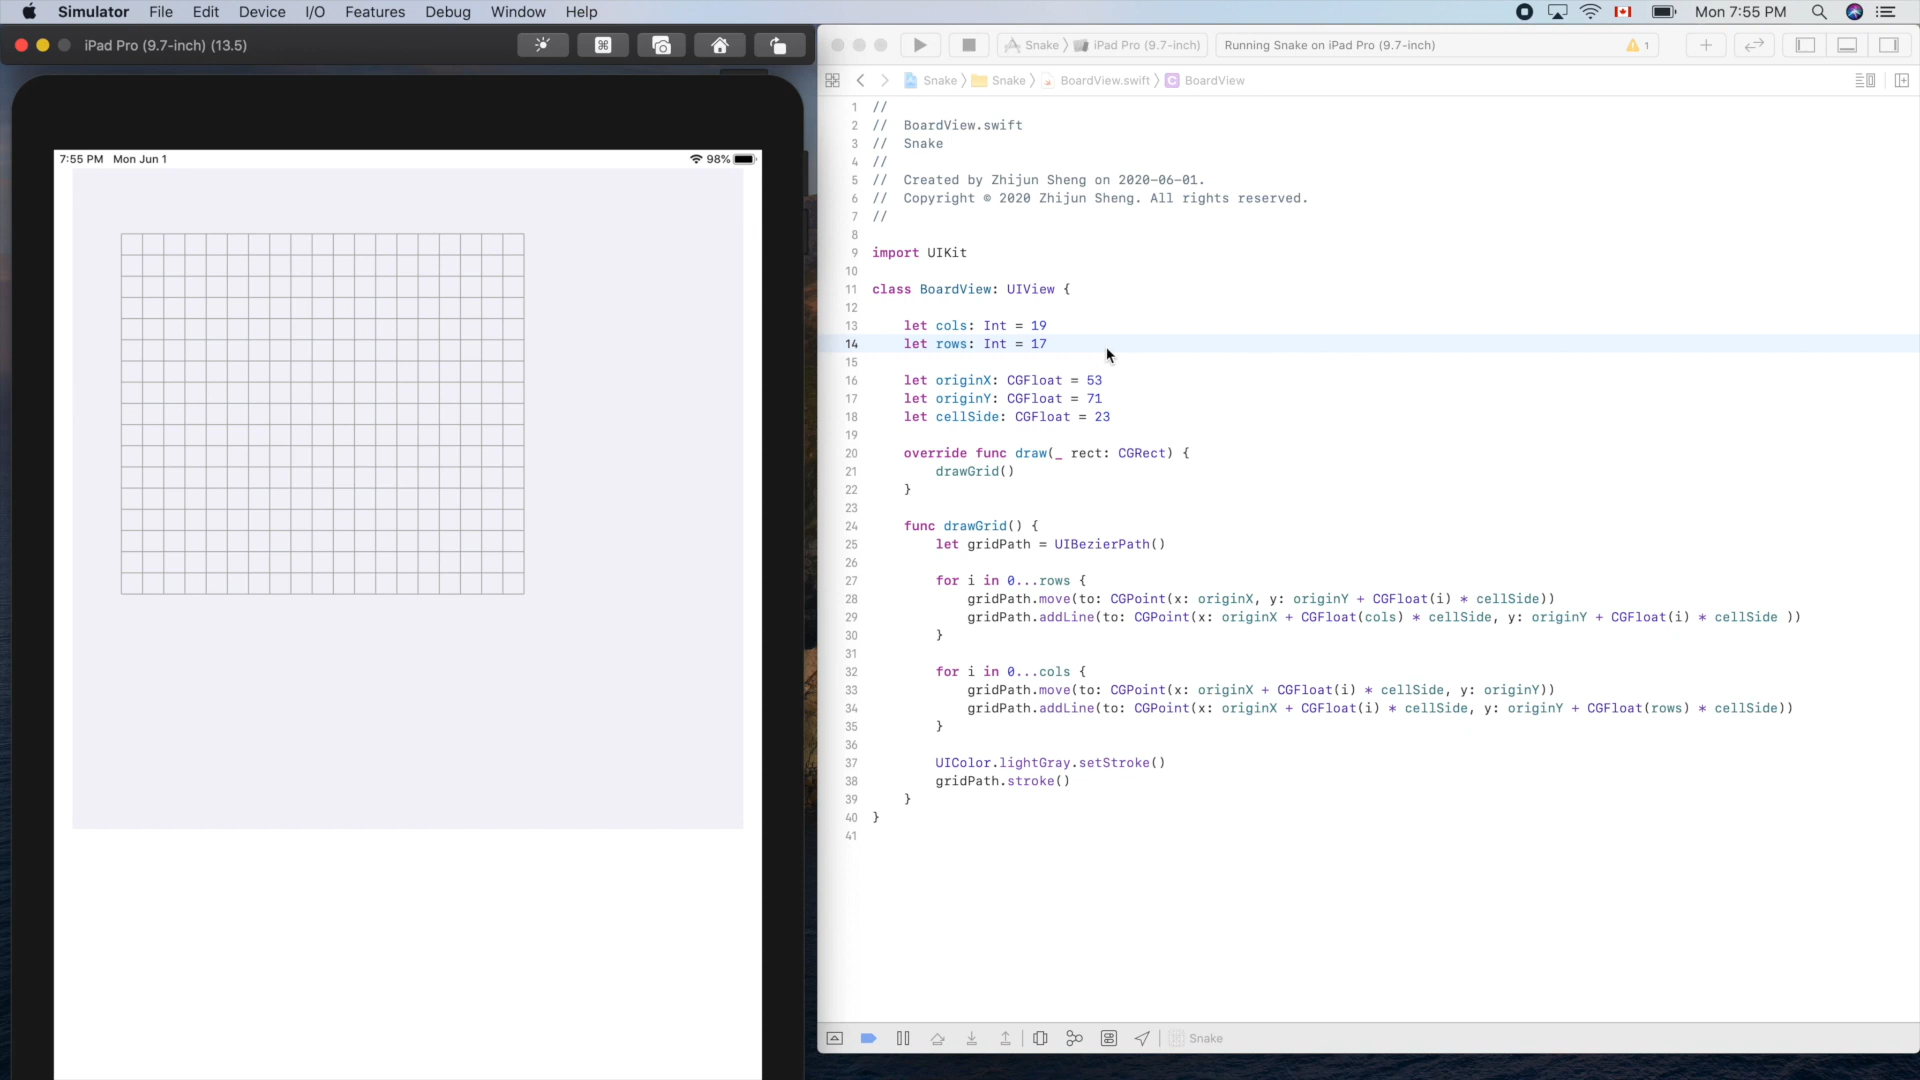 Simulator File Edit Device I/O Features Debug Window Help Mon 7:55 PM
iPad Pro (9.7-inch) (13.5)
Snake 〉 iPad Pro (9.7-inch) Running Snake on iPad Pro (9.7-inch) 1
Snake 〉 Snake 〉 BoardView.swift 〉 C BoardView
7:55 PM Mon Jun 1 98%
1 //
2 // BoardView.swift
3 // Snake
4 //
5 // Created by Zhijun Sheng on 2020-06-01.
6 // Copyright © 2020 Zhijun Sheng. All rights reserved.
7 //
8
9 import UIKit
10
11 class BoardView: UIView {
12
13 let cols: Int = 19
14 let rows: Int = 17
15
16 let originX: CGFloat = 53
17 let originY: CGFloat = 71
18 let cellSide: CGFloat = 23
19
20 override func draw(_ rect: CGRect) {
21 drawGrid()
22 }
23
24 func drawGrid() {
25 let gridPath = UIBezierPath()
26
27 for i in 0...rows {
28 gridPath.move(to: CGPoint(x: originX, y: originY + CGFloat(i) * cellSide))
29 gridPath.addLine(to: CGPoint(x: originX + CGFloat(cols) * cellSide, y: originY + CGFloat(i) * cellSide ))
30 }
31
32 for i in 0...cols {
33 gridPath.move(to: CGPoint(x: originX + CGFloat(i) * cellSide, y: originY))
34 gridPath.addLine(to: CGPoint(x: originX + CGFloat(i) * cellSide, y: originY + CGFloat(rows) * cellSide))
35 }
36
37 UIColor.lightGray.setStroke()
38 gridPath.stroke()
39 }
40 }
41
Snake